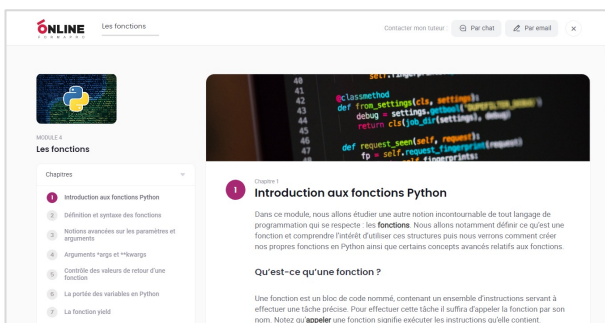 ONLINE
FORMAPRO
Les fonctions
Contacter mon tuteur :
Par chat
Par email
×
MODULE 4
Les fonctions
Chapitres
1 Introduction aux fonctions Python
2 Définition et syntaxe des fonctions
3 Notions avancées sur les paramètres et
arguments
4 Arguments *args et **kwargs
5 Contrôle des valeurs de retour d'une
fonction
6 La portée des variables en Python
7 La fonction yield
40
41
42 @classmethod
43 def from_settings(cls, settings):
44 debug = settings.getbool(
45 return cls(job_dir(settings), debug)
46 def request_seen(self, request):
47 fp = self.request_fingerprint(request)
1
Chapitre 1
Introduction aux fonctions Python
Dans ce module, nous allons étudier une autre notion incontournable de tout langage de
programmation qui se respecte : les fonctions. Nous allons notamment définir ce qu'est une
fonction et comprendre l'intérêt d'utiliser ces structures puis nous verrons comment créer
nos propres fonctions en Python ainsi que certains concepts avancés relatifs aux fonctions.
Qu'est-ce qu'une fonction ?
Une fonction est un bloc de code nommé, contenant un ensemble d'instructions servant à
effectuer une tâche précise. Pour effectuer cette tâche il suffira d'appeler la fonction par son
nom. Notez qu'appeler une fonction signifie exécuter les instructions qu'elle contient.